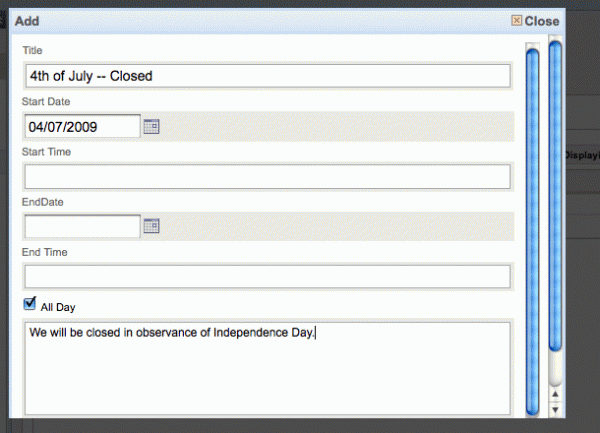 Add
Close
Title
4th of July -- Closed
Start Date
04/07/2009
Start Time
EndDate
End Time
All Day
We will be closed in observance of Independence Day.